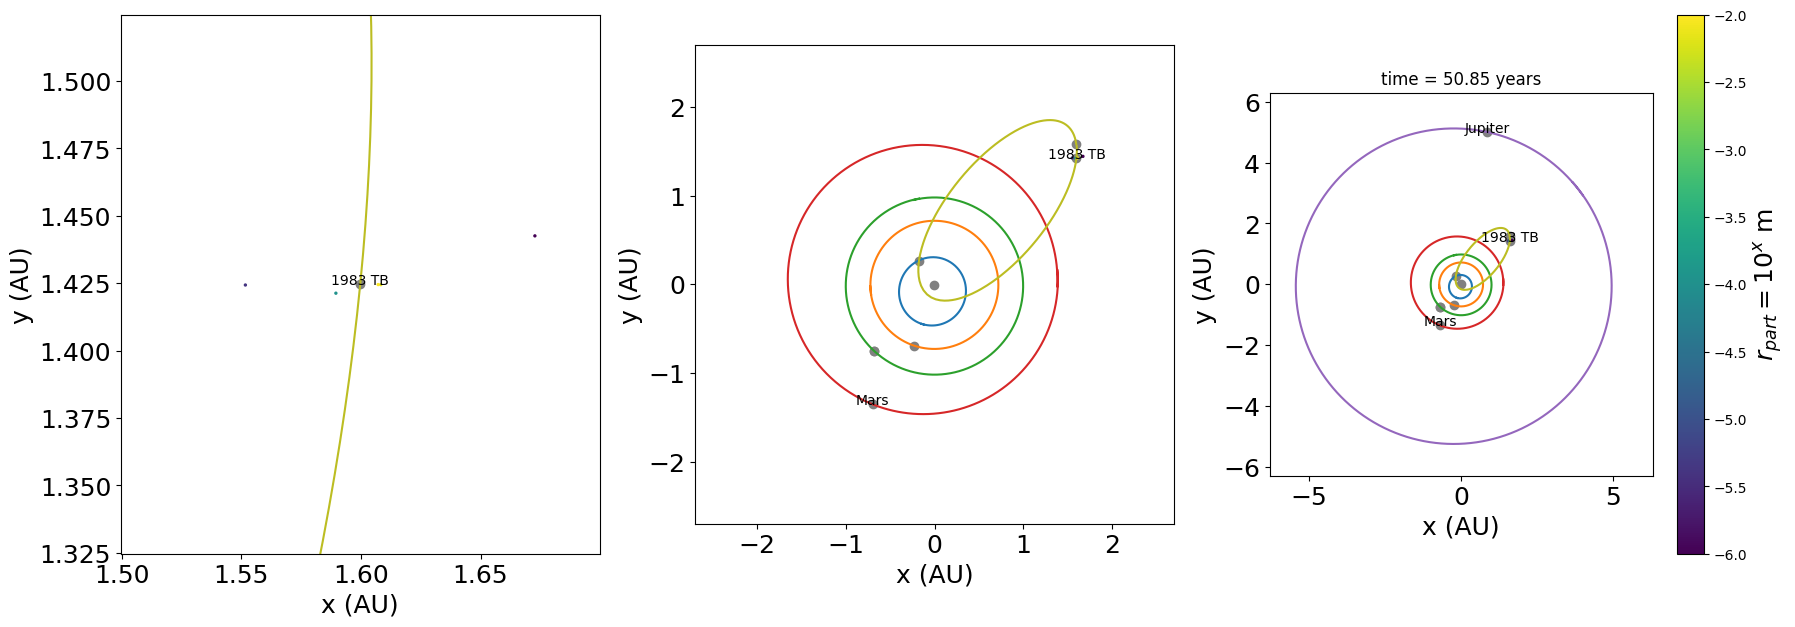 1.500
1.475
1.450
1.425
1.400
1.375
1.350
1.325
1.50
1.55
1.60
1.65
x (AU)
y (AU)
1983 TB
2
1
0
−1
−2
−2
−1
0
1
2
x (AU)
y (AU)
1983 TB
Mars
time = 50.85 years
6
4
2
0
−2
−4
−6
−5
0
5
x (AU)
y (AU)
Jupiter
1983 TB
Mars
−2.0
−2.5
−3.0
−3.5
−4.0
−4.5
−5.0
−5.5
−6.0
r_{part} = 10^x m